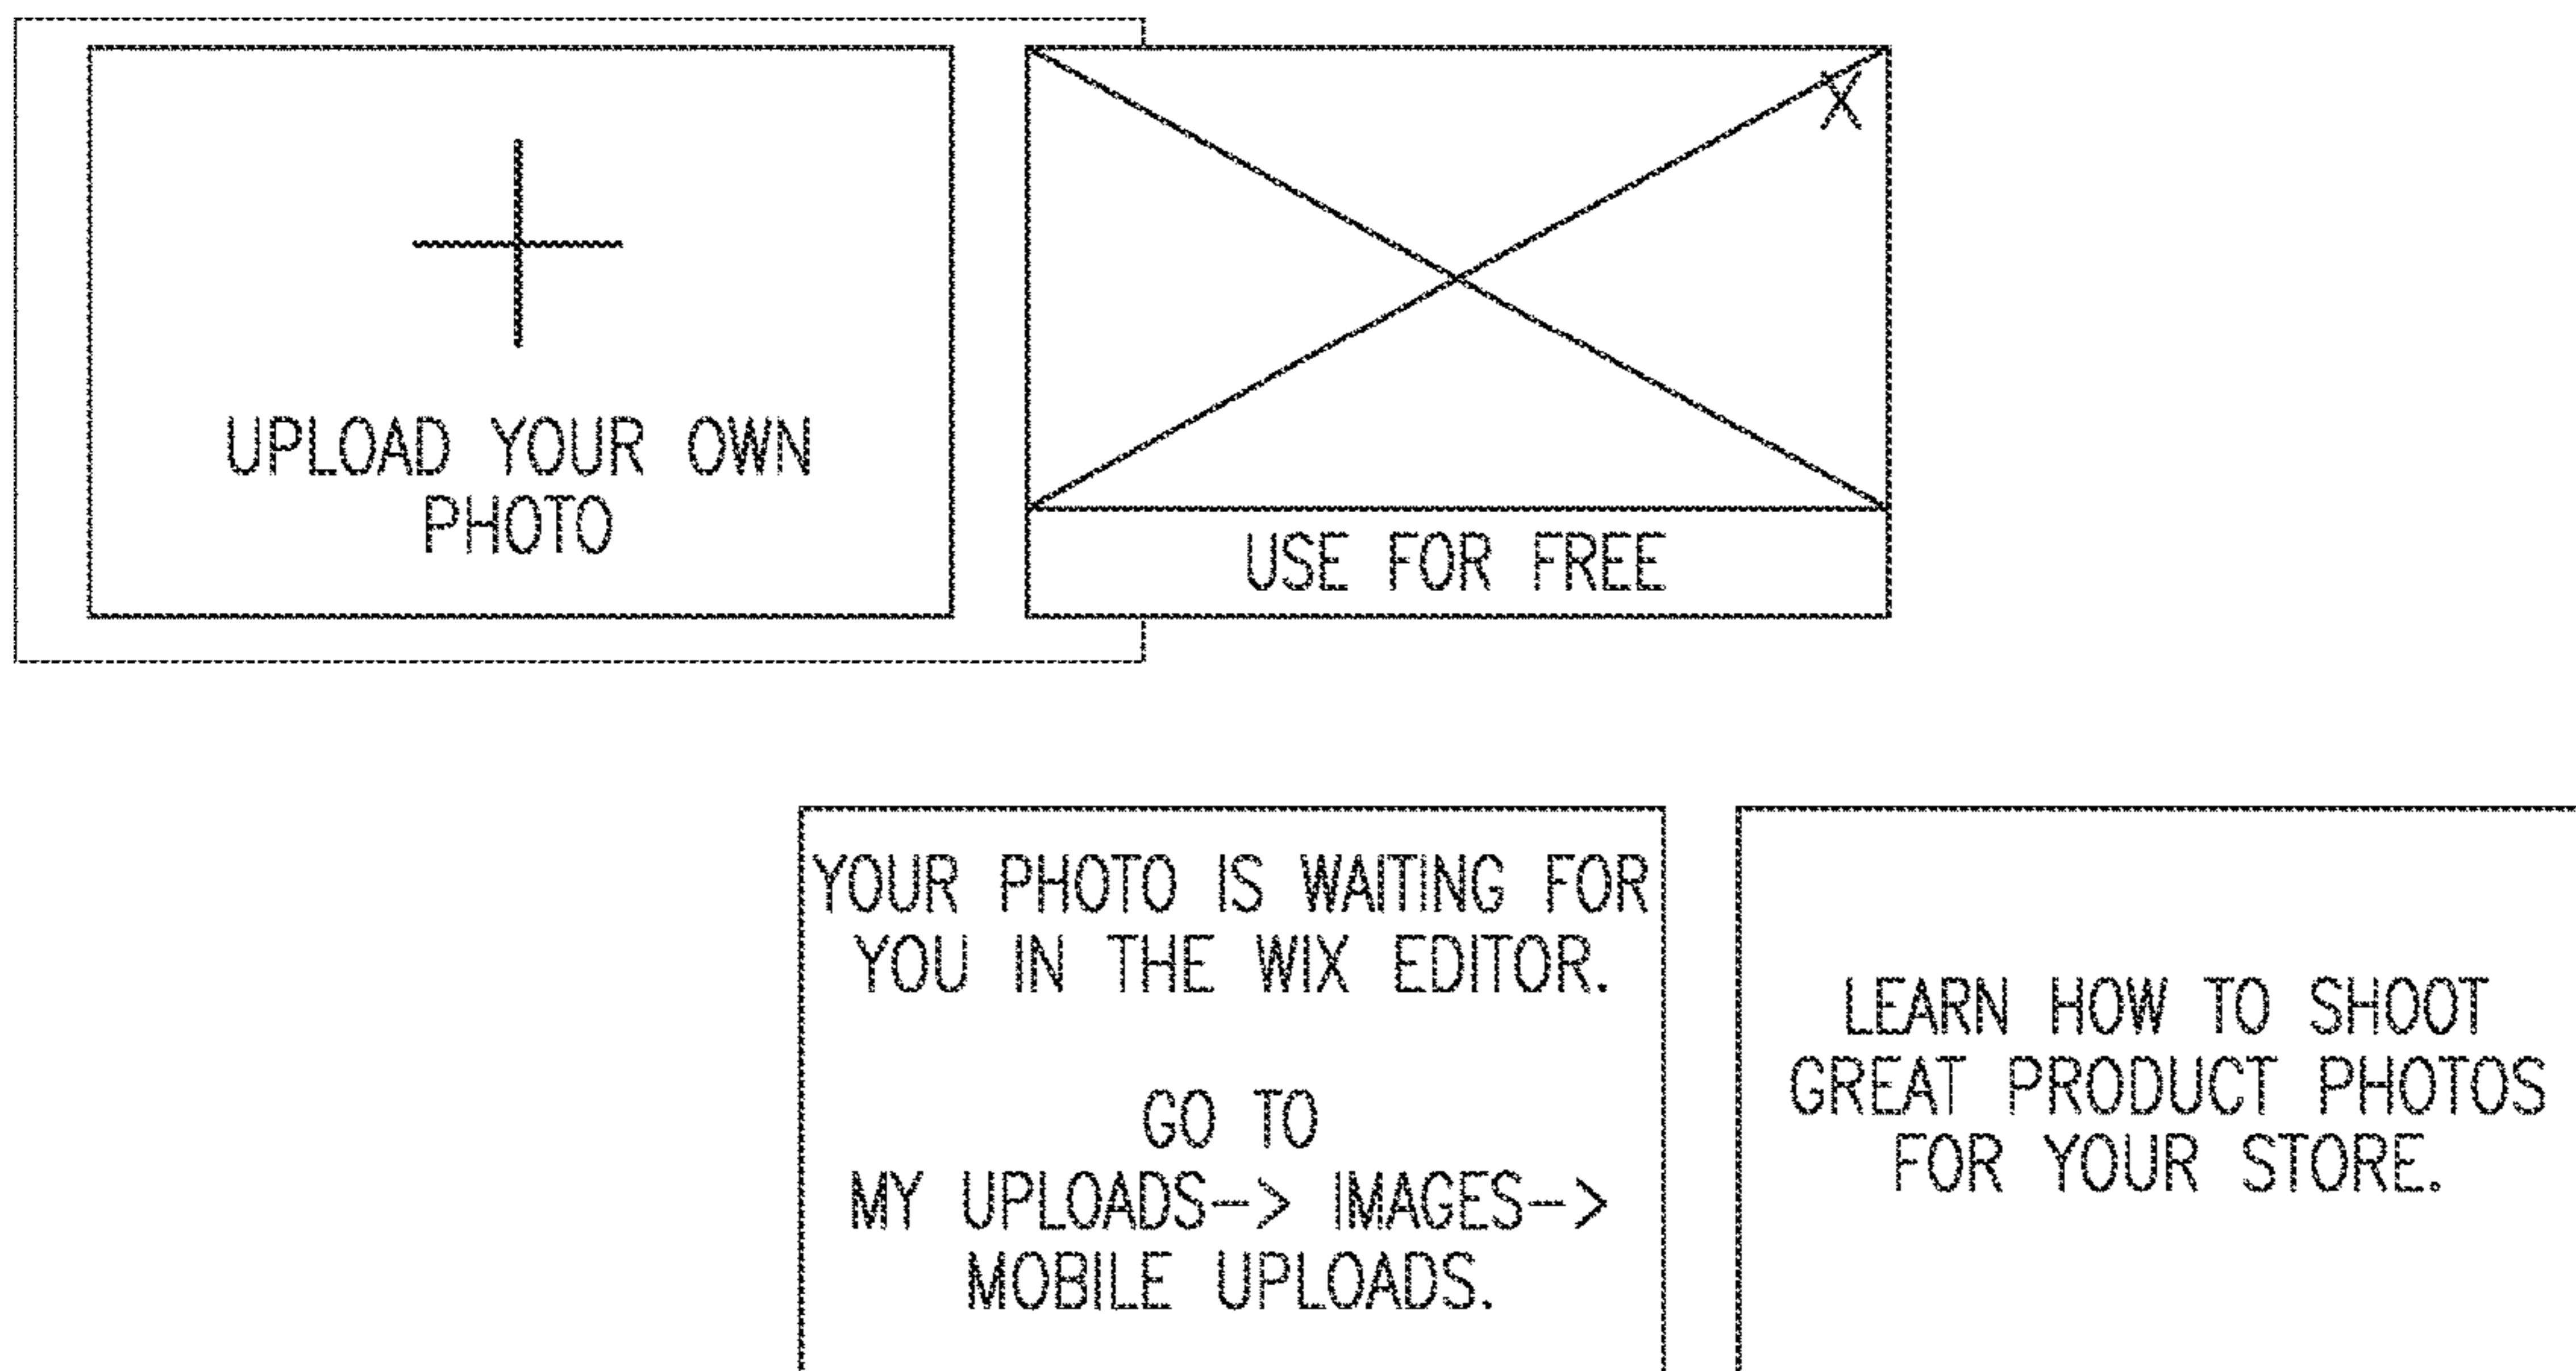 UPLOAD YOUR OWN
PHOTO
X
USE FOR FREE
YOUR PHOTO IS WAITING FOR
YOU IN THE WIX EDITOR.
GO TO
MY UPLOADS--> IMAGES-->
MOBILE UPLOADS.
LEARN HOW TO SHOOT
GREAT PRODUCT PHOTOS
FOR YOUR STORE.